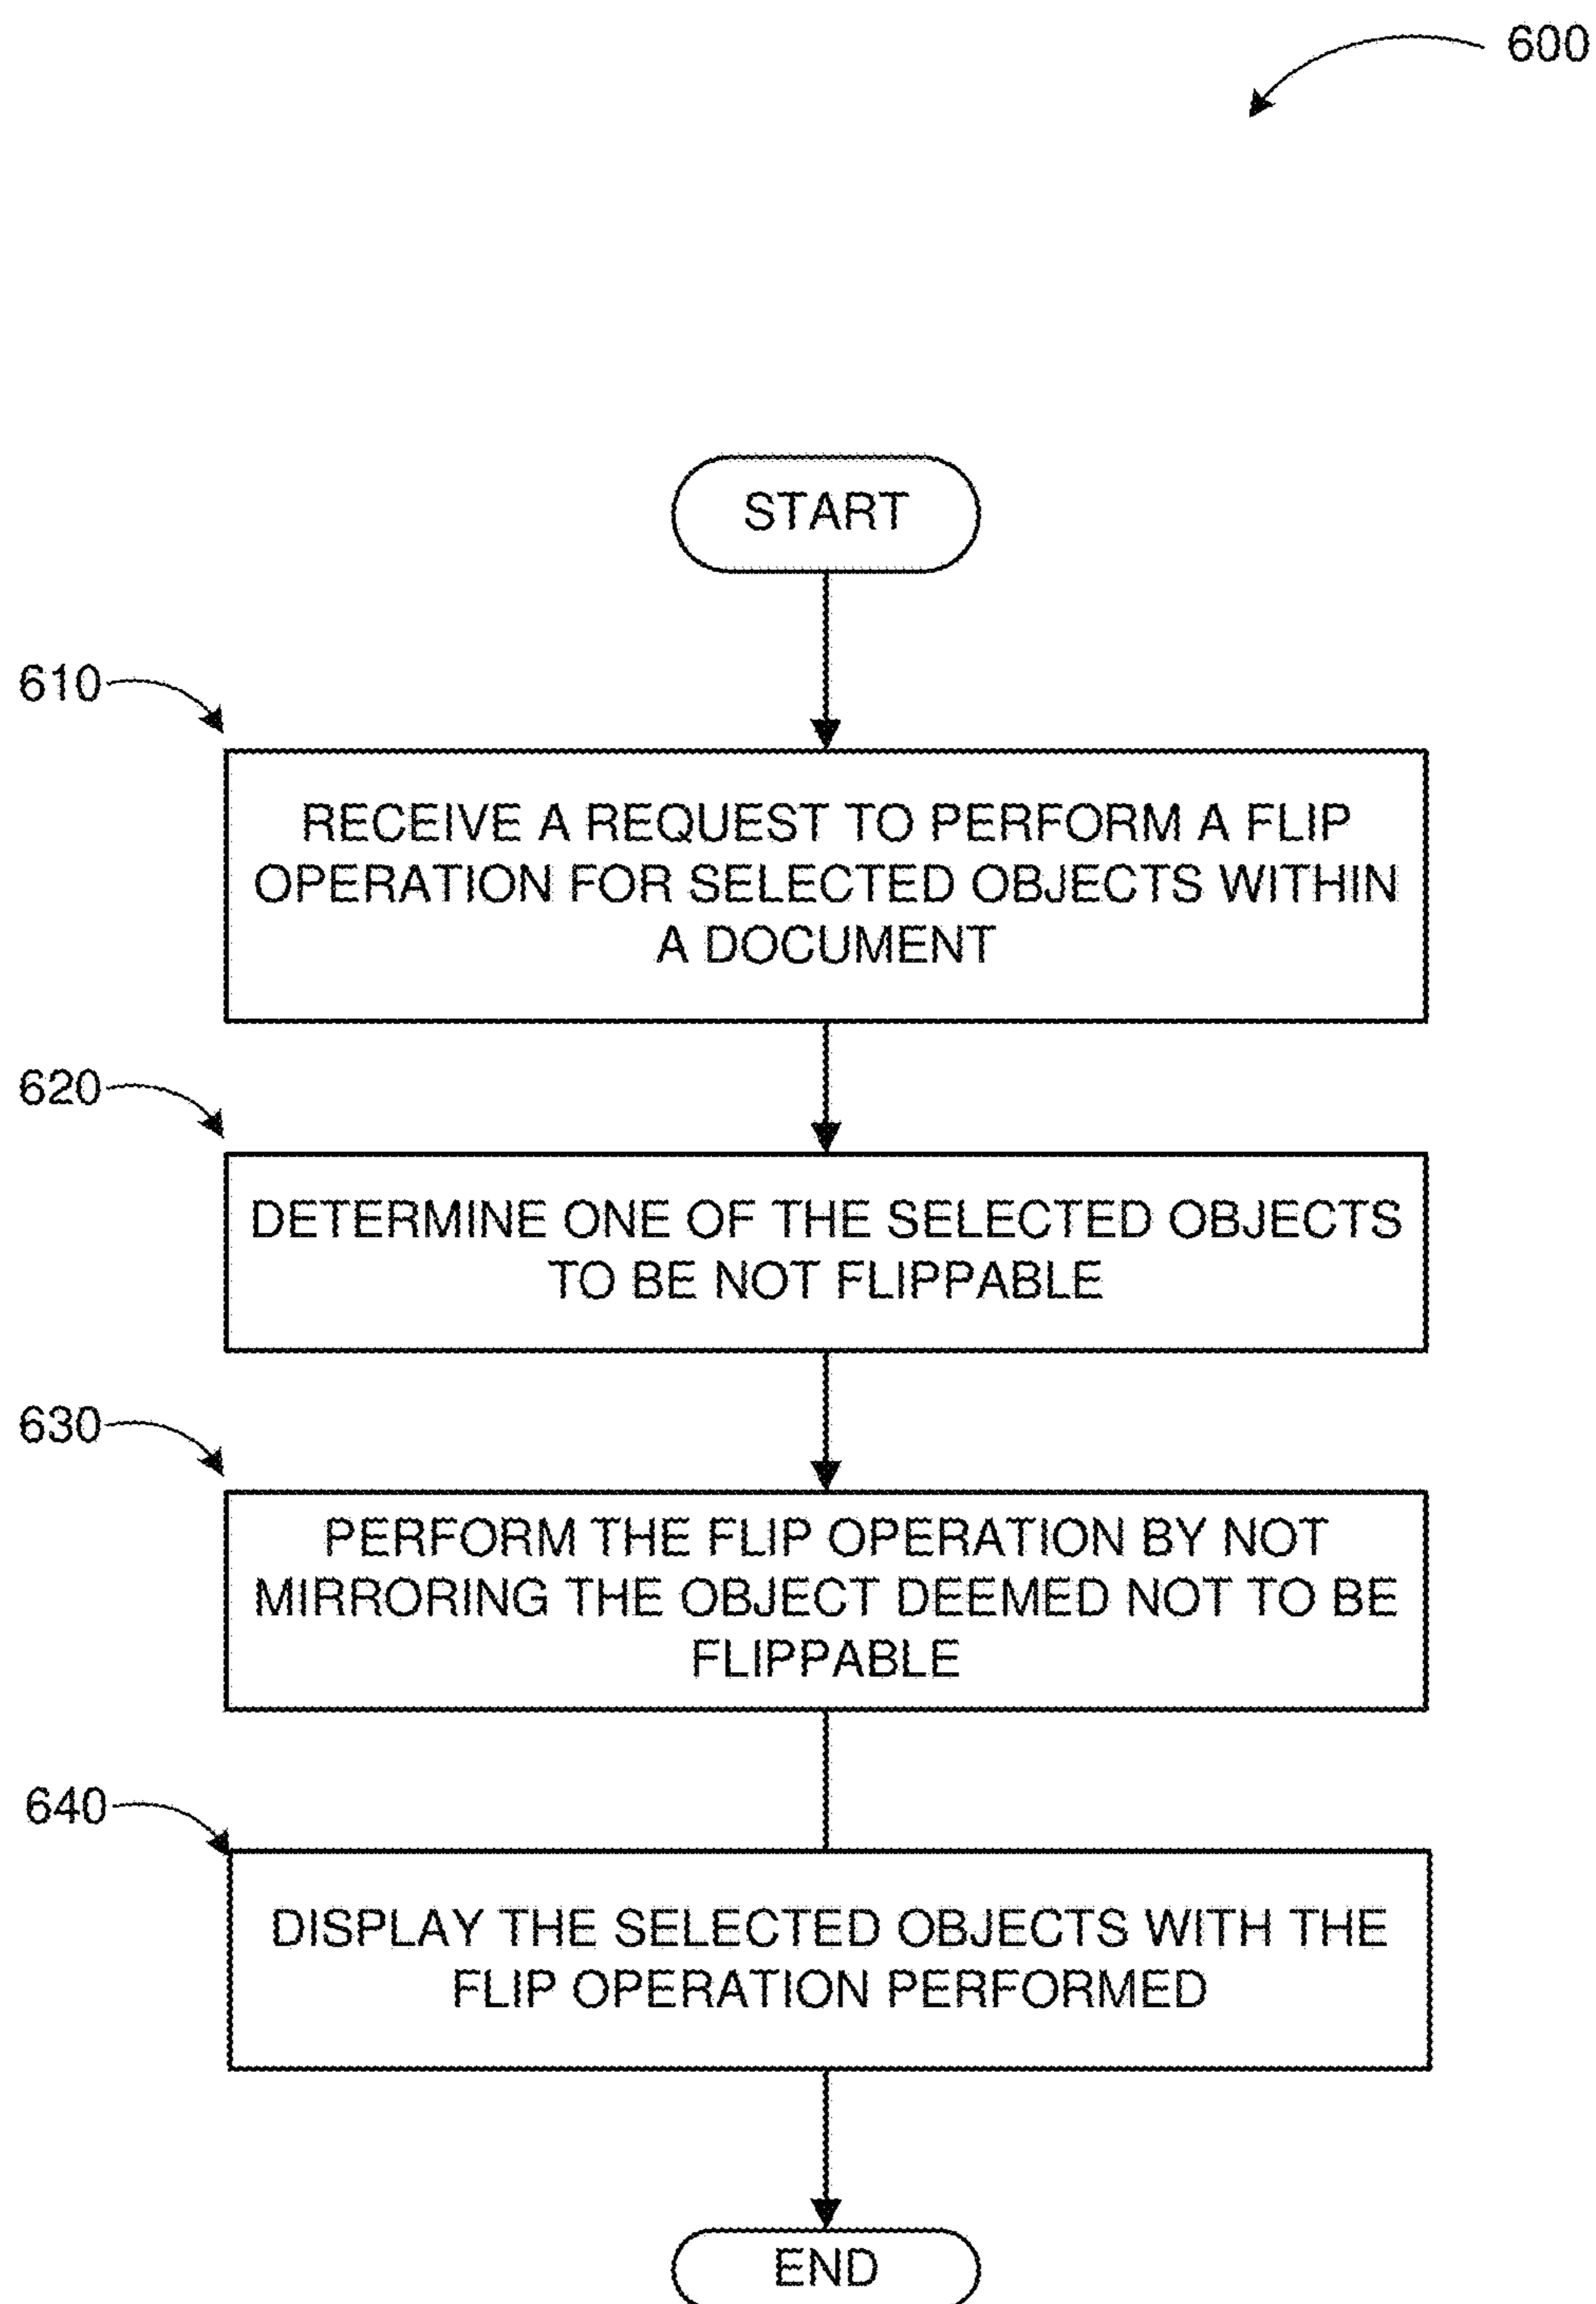 600
START
610
RECEIVE A REQUEST TO PERFORM A FLIP
OPERATION FOR SELECTED OBJECTS WITHIN
A DOCUMENT
620
DETERMINE ONE OF THE SELECTED OBJECTS
TO BE NOT FLIPPABLE
630
PERFORM THE FLIP OPERATION BY NOT
MIRRORING THE OBJECT DEEMED NOT TO BE
FLIPPABLE
640
DISPLAY THE SELECTED OBJECTS WITH THE
FLIP OPERATION PERFORMED
END